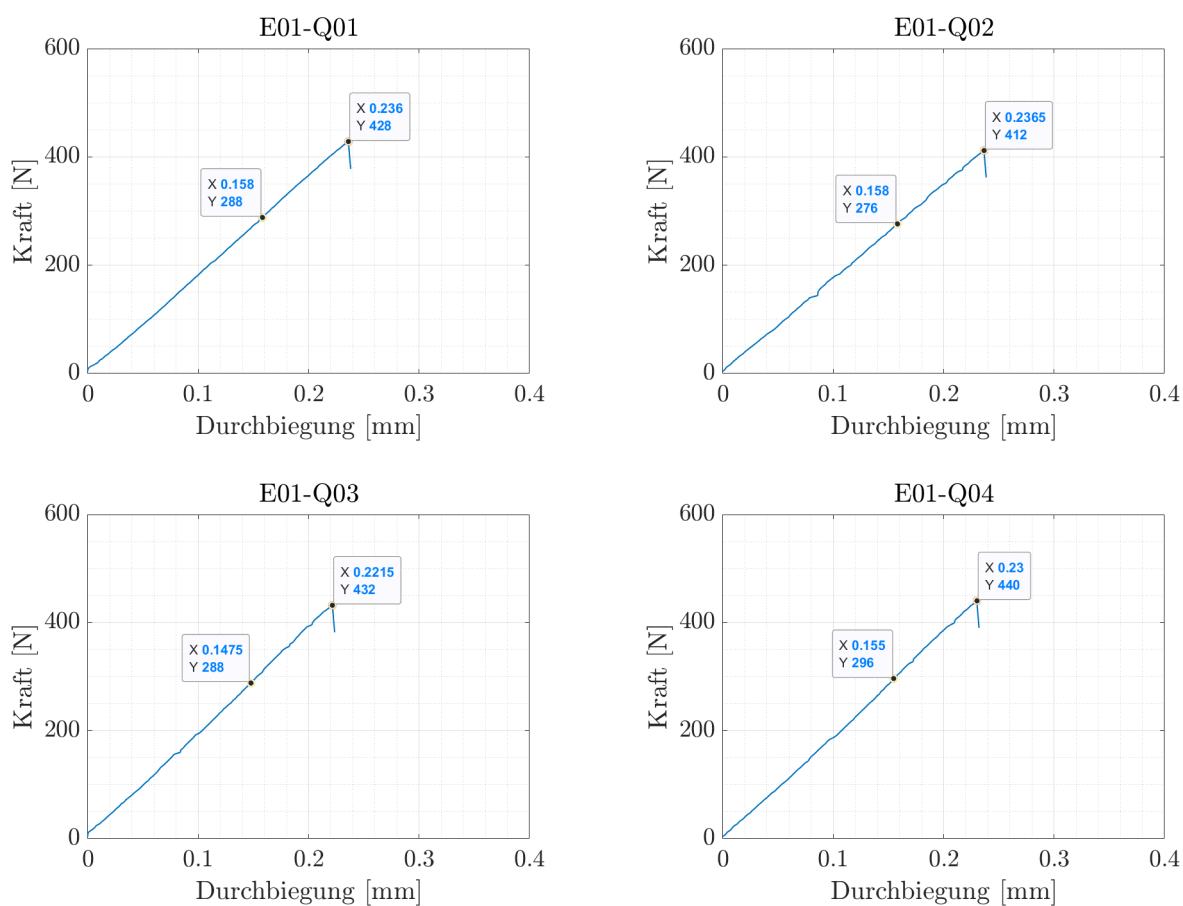 E01-Q01
600
400
200
0
Kraft [N]
X 0.236
Y 428
X 0.158
Y 288
0 0.1 0.2 0.3 0.4
Durchbiegung [mm]
E01-Q02
600
400
200
0
Kraft [N]
X 0.2365
Y 412
X 0.158
Y 276
0 0.1 0.2 0.3 0.4
Durchbiegung [mm]
E01-Q03
600
400
200
0
Kraft [N]
X 0.2215
Y 432
X 0.1475
Y 288
0 0.1 0.2 0.3 0.4
Durchbiegung [mm]
E01-Q04
600
400
200
0
Kraft [N]
X 0.23
Y 440
X 0.155
Y 296
0 0.1 0.2 0.3 0.4
Durchbiegung [mm]